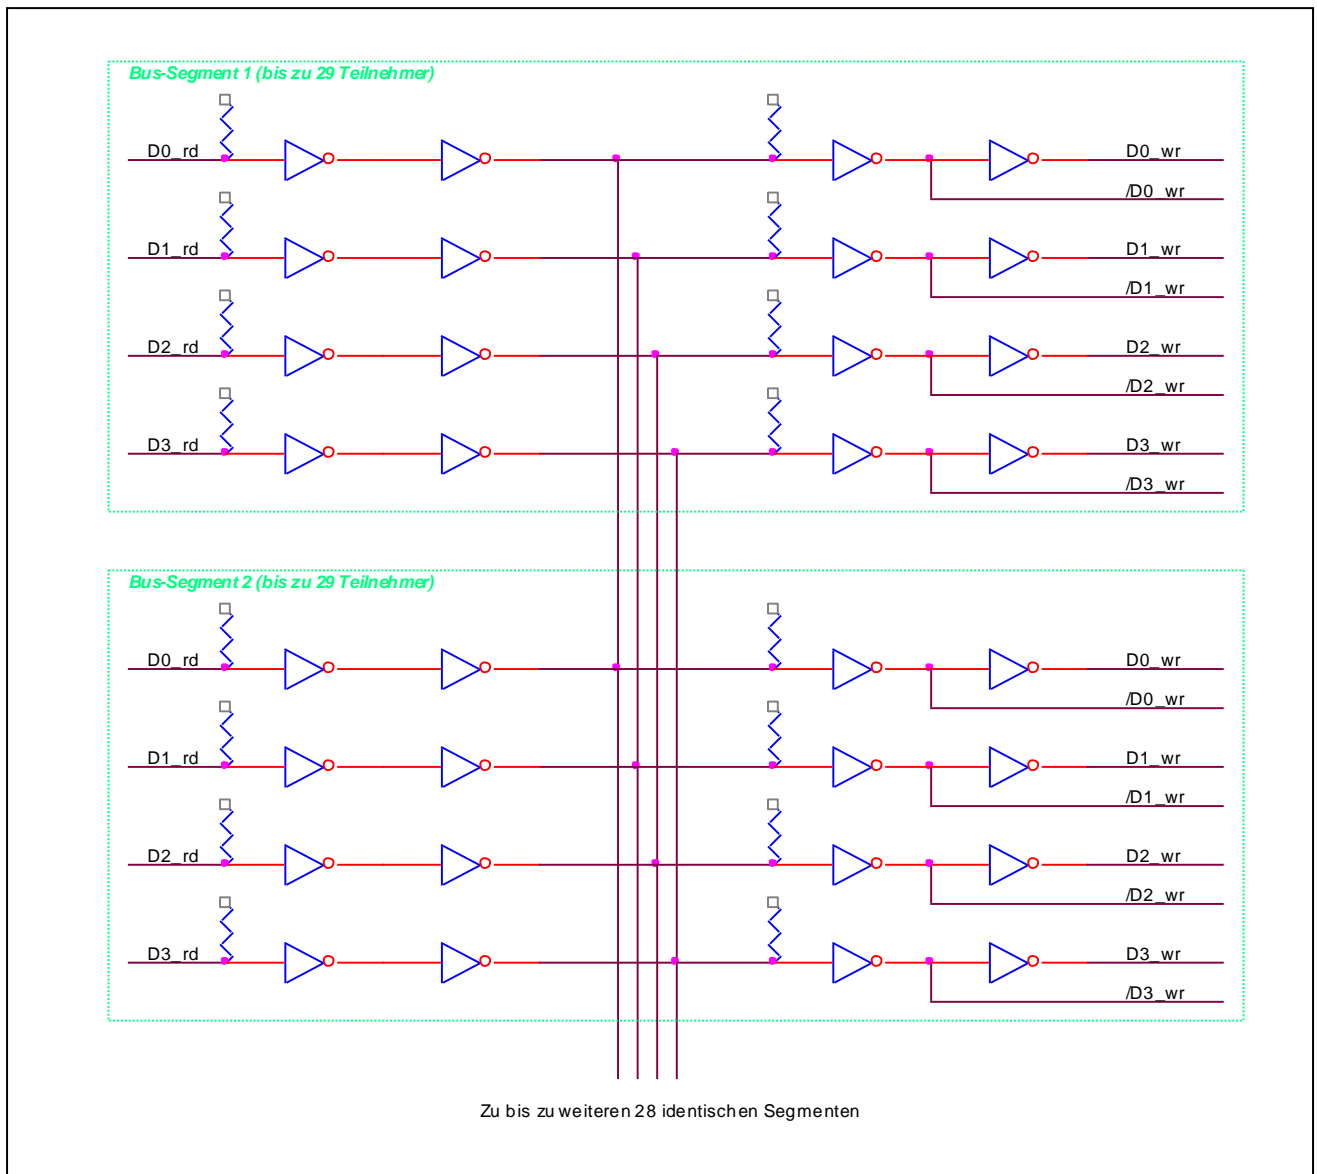 Bus-Segment 1 (bis zu 29 Teilnehmer)
D0_rd
D0_wr
/D0_wr
D1_rd
D1_wr
/D1_wr
D2_rd
D2_wr
/D2_wr
D3_rd
D3_wr
/D3_wr
Bus-Segment 2 (bis zu 29 Teilnehmer)
D0_rd
D0_wr
/D0_wr
D1_rd
D1_wr
/D1_wr
D2_rd
D2_wr
/D2_wr
D3_rd
D3_wr
/D3_wr
Zu bis zu weiteren 28 identischen Segmenten